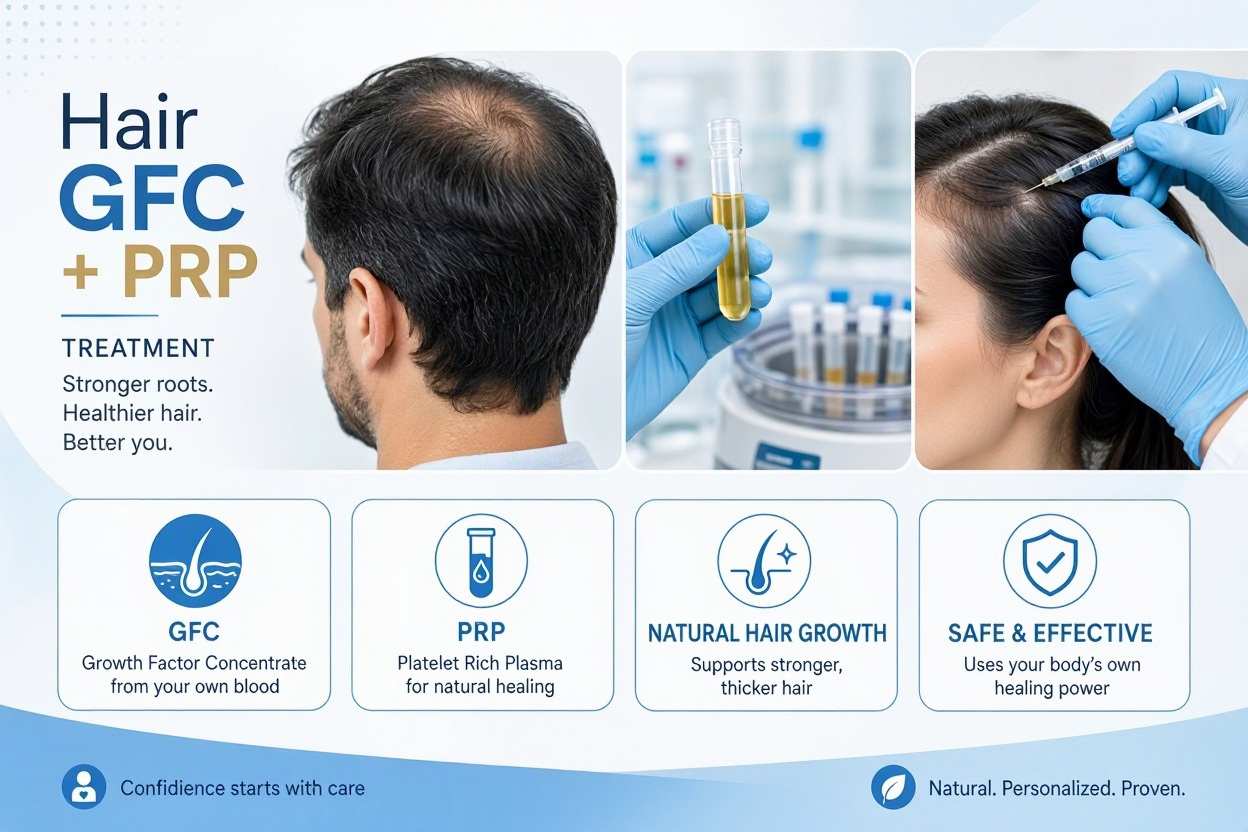 Hair
GFC
+ PRP
TREATMENT
Stronger roots.
Healthier hair.
Better you.
GFC
Growth Factor Concentrate
from your own blood
PRP
Platelet Rich Plasma
for natural healing
NATURAL HAIR GROWTH
Supports stronger,
thicker hair
SAFE & EFFECTIVE
Uses your body's own
healing power
Confidience starts with care
Natural. Personalized. Proven.